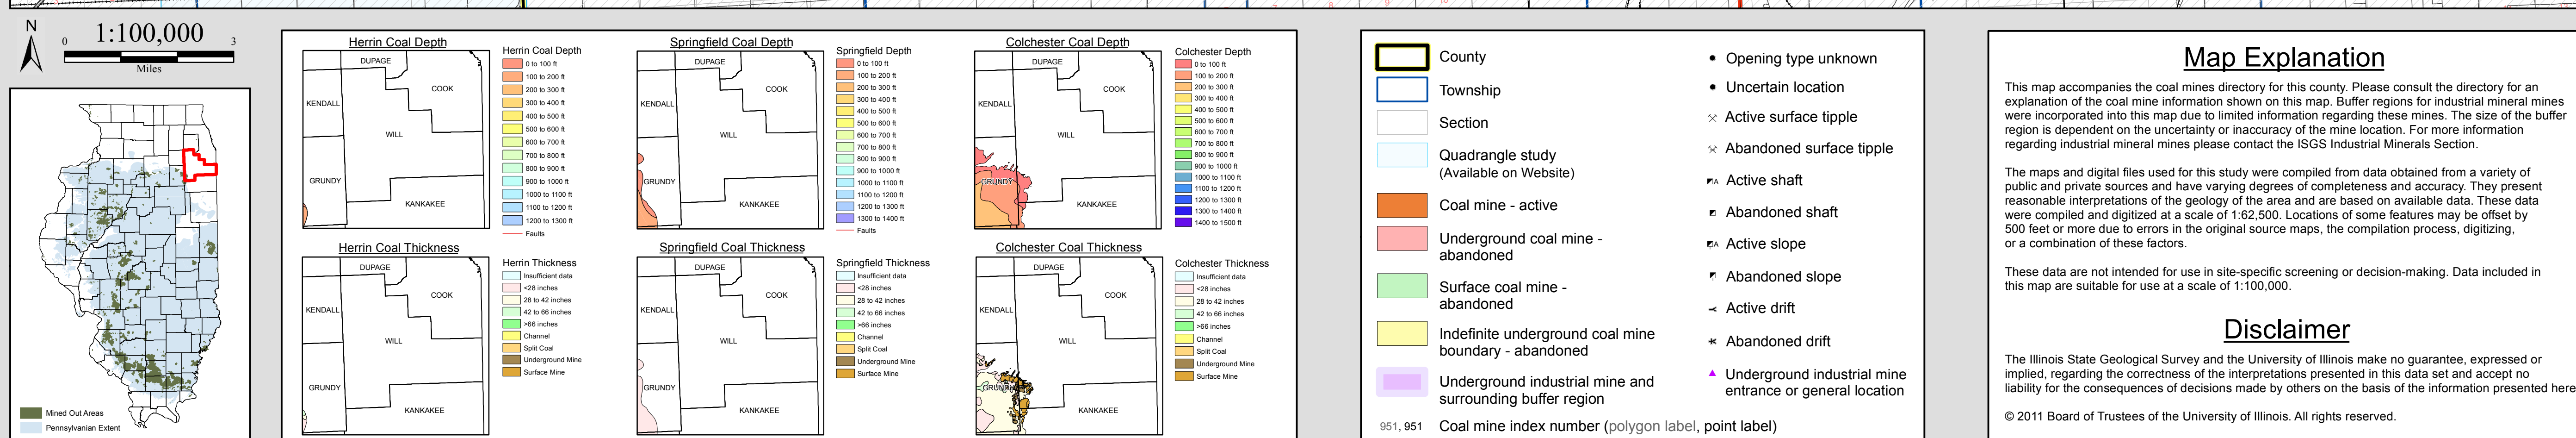 N
1:100,000
0 3
Miles
Mined Out Areas
Pennsylvanian Extent
Herrin Coal Depth
DUPAGE
COOK
KENDALL
WILL
GRUNDY
KANKAKEE
Herrin Coal Depth
0 to 100 ft
100 to 200 ft
200 to 300 ft
300 to 400 ft
400 to 500 ft
500 to 600 ft
600 to 700 ft
700 to 800 ft
800 to 900 ft
900 to 1000 ft
1000 to 1100 ft
1100 to 1200 ft
1200 to 1300 ft
Faults
Springfield Coal Depth
DUPAGE
COOK
KENDALL
WILL
GRUNDY
KANKAKEE
Springfield Depth
0 to 100 ft
100 to 200 ft
200 to 300 ft
300 to 400 ft
400 to 500 ft
500 to 600 ft
600 to 700 ft
700 to 800 ft
800 to 900 ft
900 to 1000 ft
1000 to 1100 ft
1100 to 1200 ft
1200 to 1300 ft
1300 to 1400 ft
Faults
Colchester Coal Depth
DUPAGE
COOK
KENDALL
WILL
GRUNDY
KANKAKEE
Colchester Depth
0 to 100 ft
100 to 200 ft
200 to 300 ft
300 to 400 ft
400 to 500 ft
500 to 600 ft
600 to 700 ft
700 to 800 ft
800 to 900 ft
900 to 1000 ft
1000 to 1100 ft
1100 to 1200 ft
1200 to 1300 ft
1300 to 1400 ft
1400 to 1500 ft
Herrin Coal Thickness
DUPAGE
COOK
KENDALL
WILL
GRUNDY
KANKAKEE
Herrin Thickness
Insufficient data
<28 inches
28 to 42 inches
42 to 66 inches
>66 inches
Channel
Split Coal
Underground Mine
Surface Mine
Springfield Coal Thickness
DUPAGE
COOK
KENDALL
WILL
GRUNDY
KANKAKEE
Springfield Thickness
Insufficient data
<28 inches
28 to 42 inches
42 to 66 inches
>66 inches
Channel
Split Coal
Underground Mine
Surface Mine
Colchester Coal Thickness
DUPAGE
COOK
KENDALL
WILL
GRUNDY
KANKAKEE
Colchester Thickness
Insufficient data
<28 inches
28 to 42 inches
42 to 66 inches
>66 inches
Channel
Split Coal
Underground Mine
Surface Mine
County
Township
Section
Quadrangle study
(Available on Website)
Coal mine - active
Underground coal mine -
abandoned
Surface coal mine -
abandoned
Indefinite underground coal mine
boundary - abandoned
Underground industrial mine and
surrounding buffer region
951, 951 Coal mine index number (polygon label, point label)
Opening type unknown
Uncertain location
Active surface tipple
Abandoned surface tipple
A Active shaft
Abandoned shaft
A Active slope
Abandoned slope
Active drift
Abandoned drift
Underground industrial mine
entrance or general location
Map Explanation
This map accompanies the coal mines directory for this county. Please consult the directory for an
explanation of the coal mine information shown on this map. Buffer regions for industrial mineral mines
were incorporated into this map due to limited information regarding these mines. The size of the buffer
region is dependent on the uncertainty or inaccuracy of the mine location. For more information
regarding industrial mineral mines please contact the ISGS Industrial Minerals Section.
The maps and digital files used for this study were compiled from data obtained from a variety of
public and private sources and have varying degrees of completeness and accuracy. They present
reasonable interpretations of the geology of the area and are based on available data. These data
were compiled and digitized at a scale of 1:62,500. Locations of some features may be offset by
500 feet or more due to errors in the original source maps, the compilation process, digitizing,
or a combination of these factors.
These data are not intended for use in site-specific screening or decision-making. Data included in
this map are suitable for use at a scale of 1:100,000.
Disclaimer
The Illinois State Geological Survey and the University of Illinois make no guarantee, expressed or
implied, regarding the correctness of the interpretations presented in this data set and accept no
liability for the consequences of decisions made by others on the basis of the information presented here
© 2011 Board of Trustees of the University of Illinois. All rights reserved.